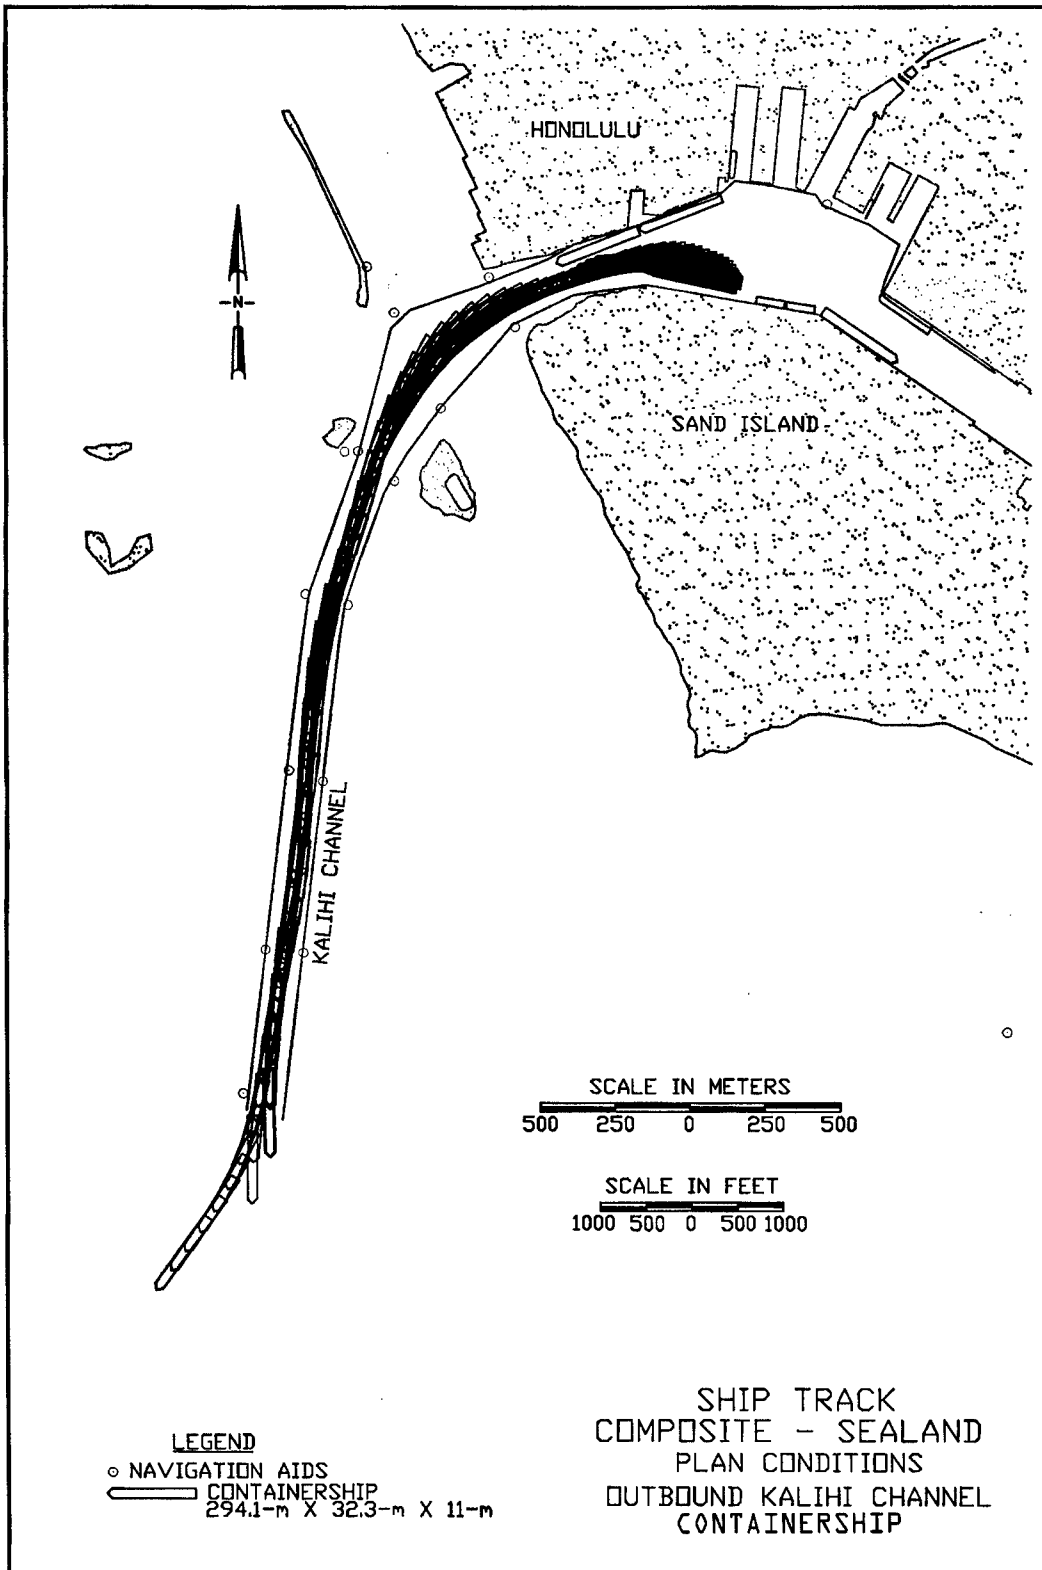 HONOLULU
N
SAND ISLAND
KALIHI CHANNEL
SCALE IN METERS
500 250 0 250 500
SCALE IN FEET
1000 500 0 500 1000
SHIP TRACK
COMPOSITE - SEALAND
PLAN CONDITIONS
OUTBOUND KALIHI CHANNEL
CONTAINERSHIP
LEGEND
NAVIGATION AIDS
CONTAINERSHIP
294.1-m X 32.3-m X 11-m